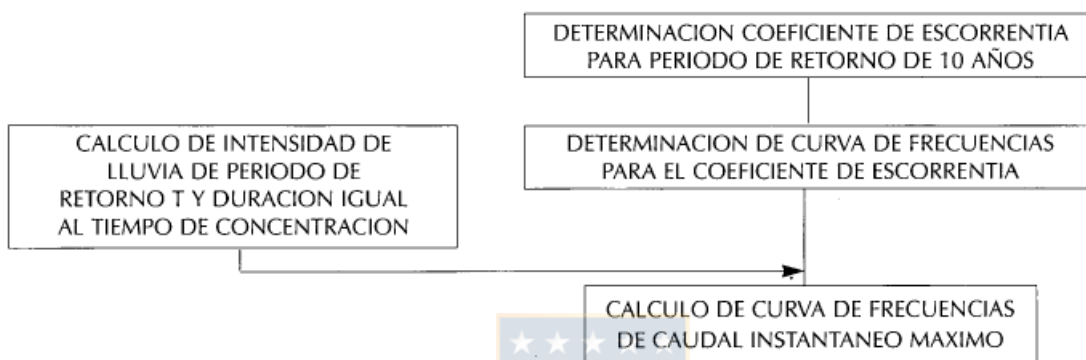 DETERMINACION COEFICIENTE DE ESCORRENTIA
PARA PERIODO DE RETORNO DE 10 AÑOS
CALCULO DE INTENSIDAD DE
LLUVIA DE PERIODO DE
RETORNO T Y DURACION IGUAL
AL TIEMPO DE CONCENTRACION
DETERMINACION DE CURVA DE FRECUENCIAS
PARA EL COEFICIENTE DE ESCORRENTIA
CALCULO DE CURVA DE FRECUENCIAS
DE CAUDAL INSTANTANEO MAXIMO